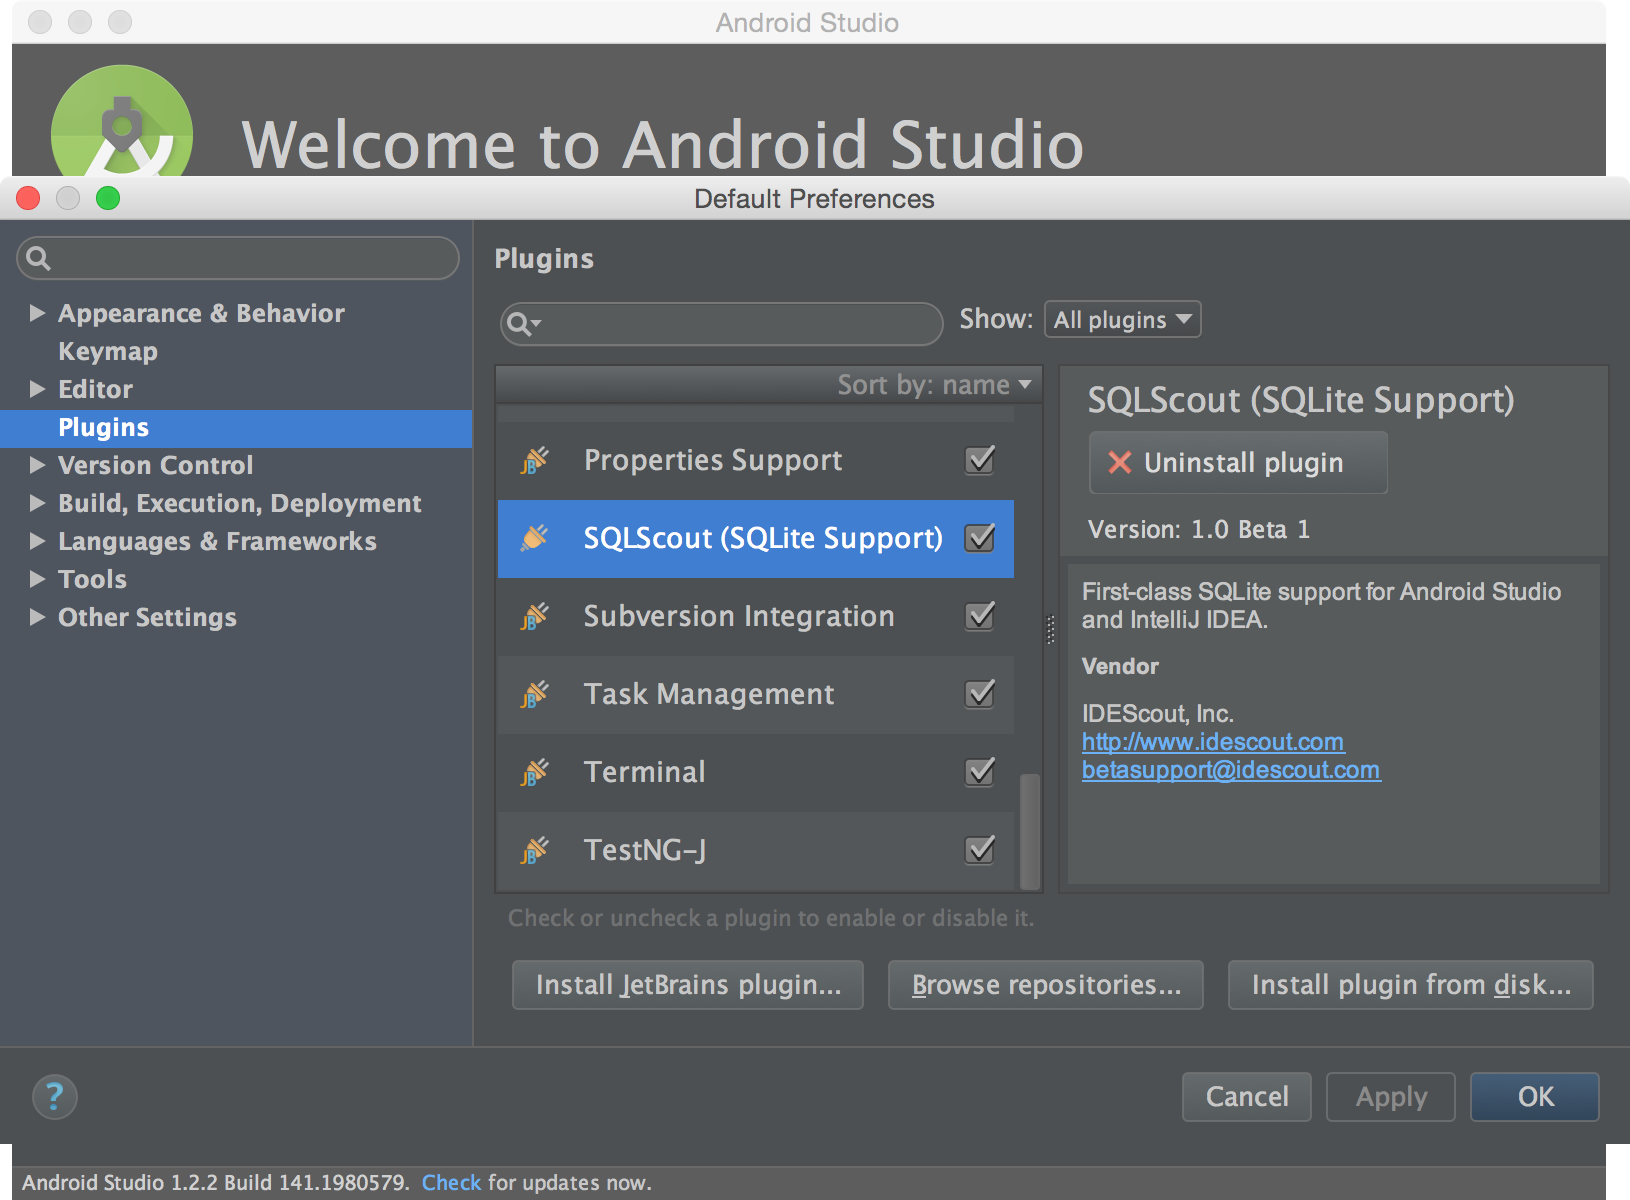 Android Studio
Welcome to Android Studio
Default Preferences
Appearance & Behavior
Keymap
Editor
Plugins
Version Control
Build, Execution, Deployment
Languages & Frameworks
Tools
Other Settings
Plugins
Show: All plugins
Sort by: name
Properties Support
SQLScout (SQLite Support)
Subversion Integration
Task Management
Terminal
TestNG-J
SQLScout (SQLite Support)
Uninstall plugin
Version: 1.0 Beta 1
First-class SQLite support for Android Studio
and IntelliJ IDEA.
Vendor
IDEScout, Inc.
http://www.idescout.com
betasupport@idescout.com
Check or uncheck a plugin to enable or disable it.
Install JetBrains plugin...
Browse repositories...
Install plugin from disk...
?
Cancel
Apply
OK
Android Studio 1.2.2 Build 141.1980579. Check for updates now.